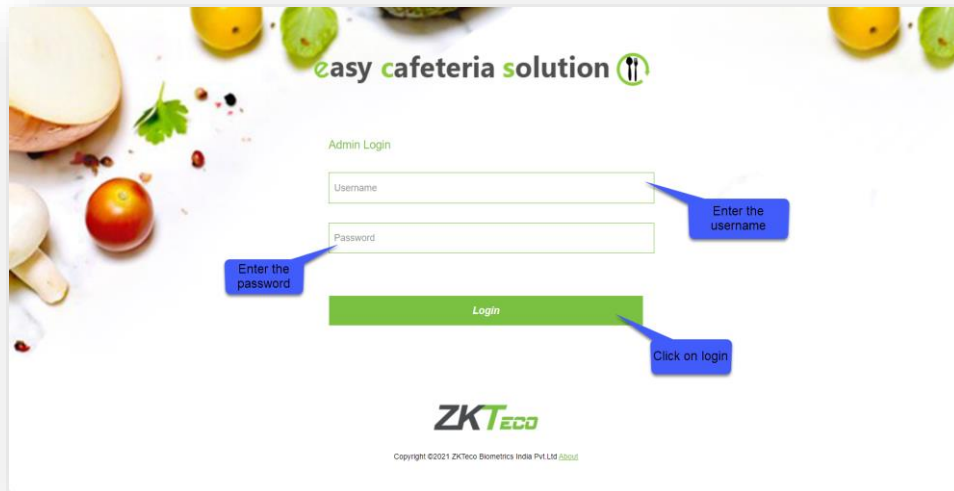 easy cafeteria solution
Admin Login
Username
Enter the
username
Password
Enter the
password
Login
Click on login
ZKTECO
Copyright ©2021 ZKTeco Biometrics India Pvt.Ltd About